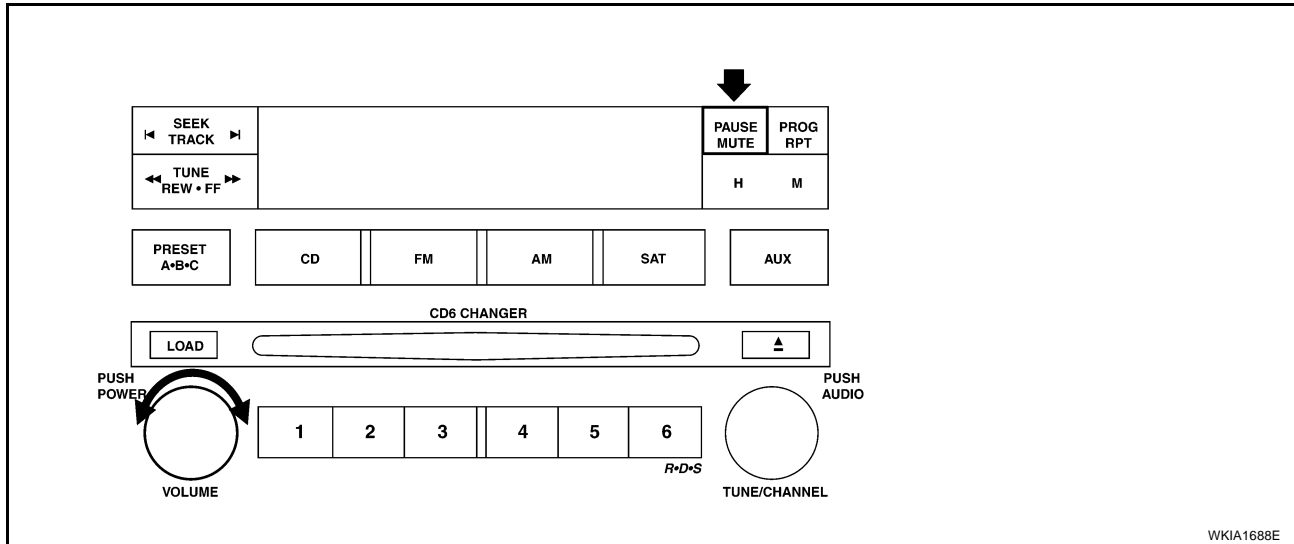 SEEK
TRACK
PAUSE
MUTE
PROG
RPT
TUNE
REW • FF
H
M
PRESET
A•B•C
CD
FM
AM
SAT
AUX
CD6 CHANGER
LOAD
PUSH
POWER
PUSH
AUDIO
1
2
3
4
5
6
R•D•S
VOLUME
TUNE/CHANNEL
WKIA1688E